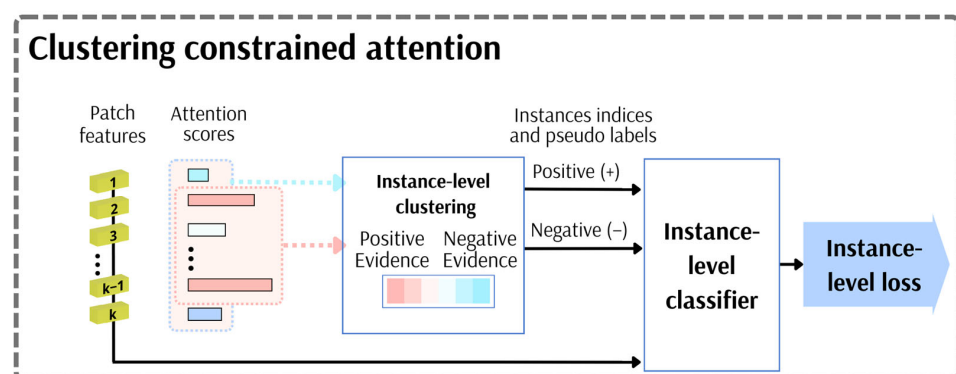 Clustering constrained attention
Patch
features
Attention
scores
Instances indices
and pseudo labels
1
2
3
k−1
k
Instance-level
clustering
Positive
Evidence
Negative
Evidence
Positive (+)
Negative (−)
Instance-
level
classifier
Instance-
level loss